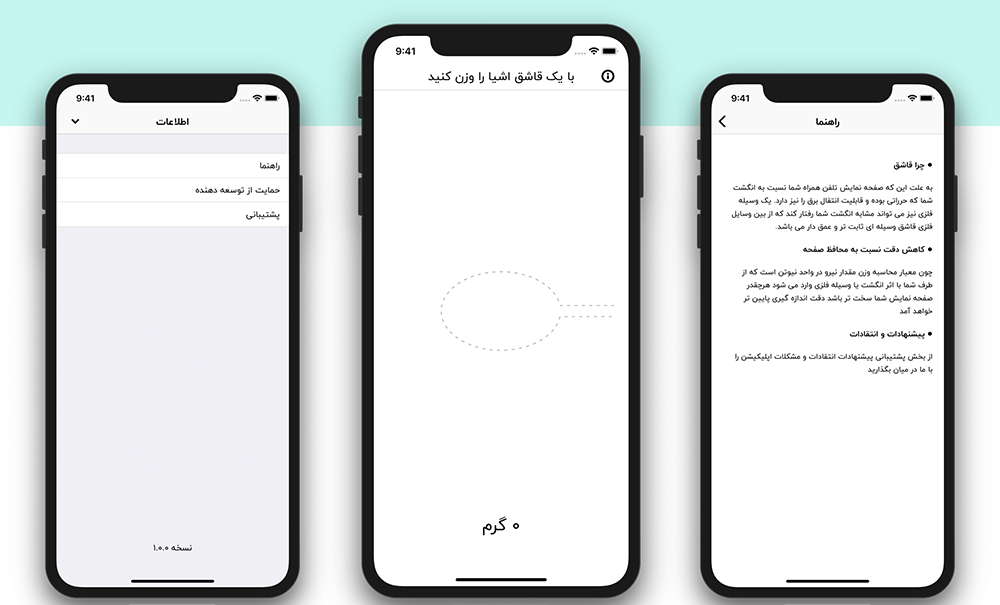 9:41
اطلاعات
راهنما
حمایت از توسعه دهنده
پشتیبانی
نسخه ۱.۰.۰
9:41
با یک قاشق اشیا را وزن کنید
۰ گرم
9:41
راهنما
● چرا قاشق
به علت این که صفحه نمایش تلفن همراه شما نسبت به انگشت
شما که حرراتی بوده و قابلیت انتقال برق را نیز دارد. یک وسیله
فلزی نیز می تواند مشابه انگشت شما رفتار کند که از بین وسایل
فلزی قاشق وسیله ای ثابت تر و عمق دار می باشد.
● کاهش دقت نسبت به محافظ صفحه
چون معیار محاسبه وزن مقدار نیرو در واحد نیوتن است که از
طرف شما با اثر انگشت یا وسیله فلزی وارد می شود هرچقدر
صفحه نمایش شما سخت تر باشد دقت اندازه گیری پایین تر
خواهد آمد
● پیشنهادات و انتقادات
از بخش پشتیبانی پیشنهادات انتقادات و مشکلات اپلیکیشن را
با ما در میان بگذارید